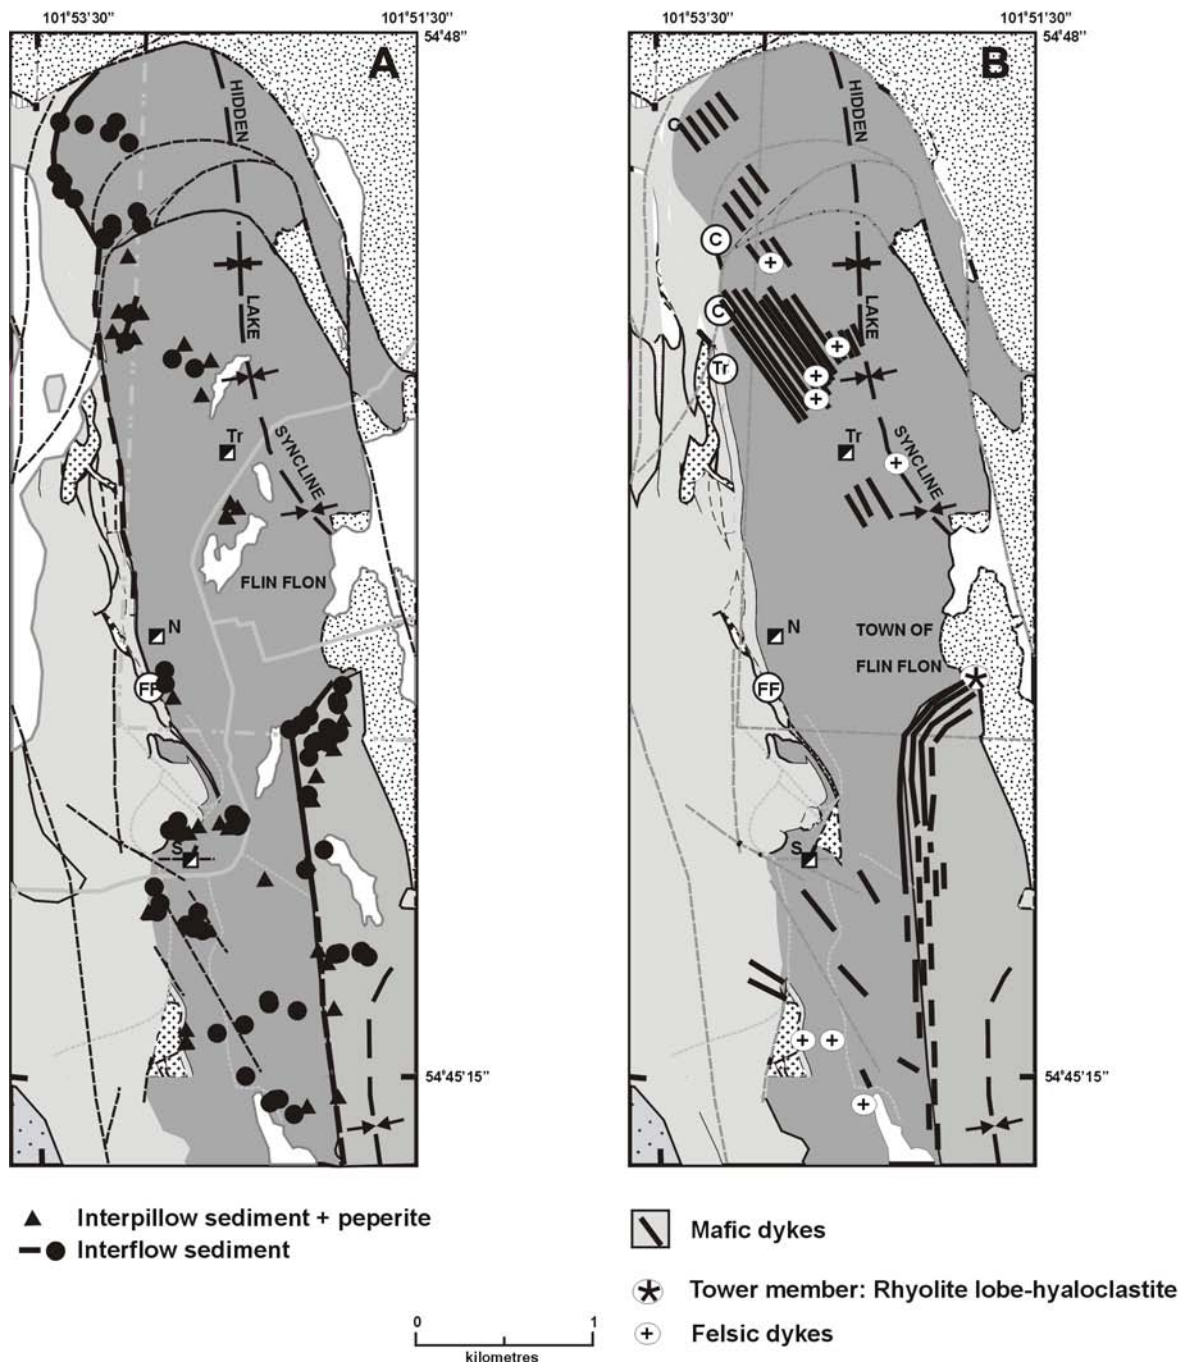 101°53'30"
101°51'30"
101°53'30"
101°51'30"
54°48"
54°48"
A
HIDDEN
LAKE
SYNCLINE
Tr
FLIN FLON
N
FF
S
54°45'15"
B
HIDDEN
C
C
C
LAKE
Tr
SYNCLINE
Tr
N
TOWN OF
FLIN FLON
FF
S
54°45'15"
Interpillow sediment + peperite
Interflow sediment
Mafic dykes
Tower member: Rhyolite lobe-hyaloclastite
Felsic dykes
0 1
kilometres